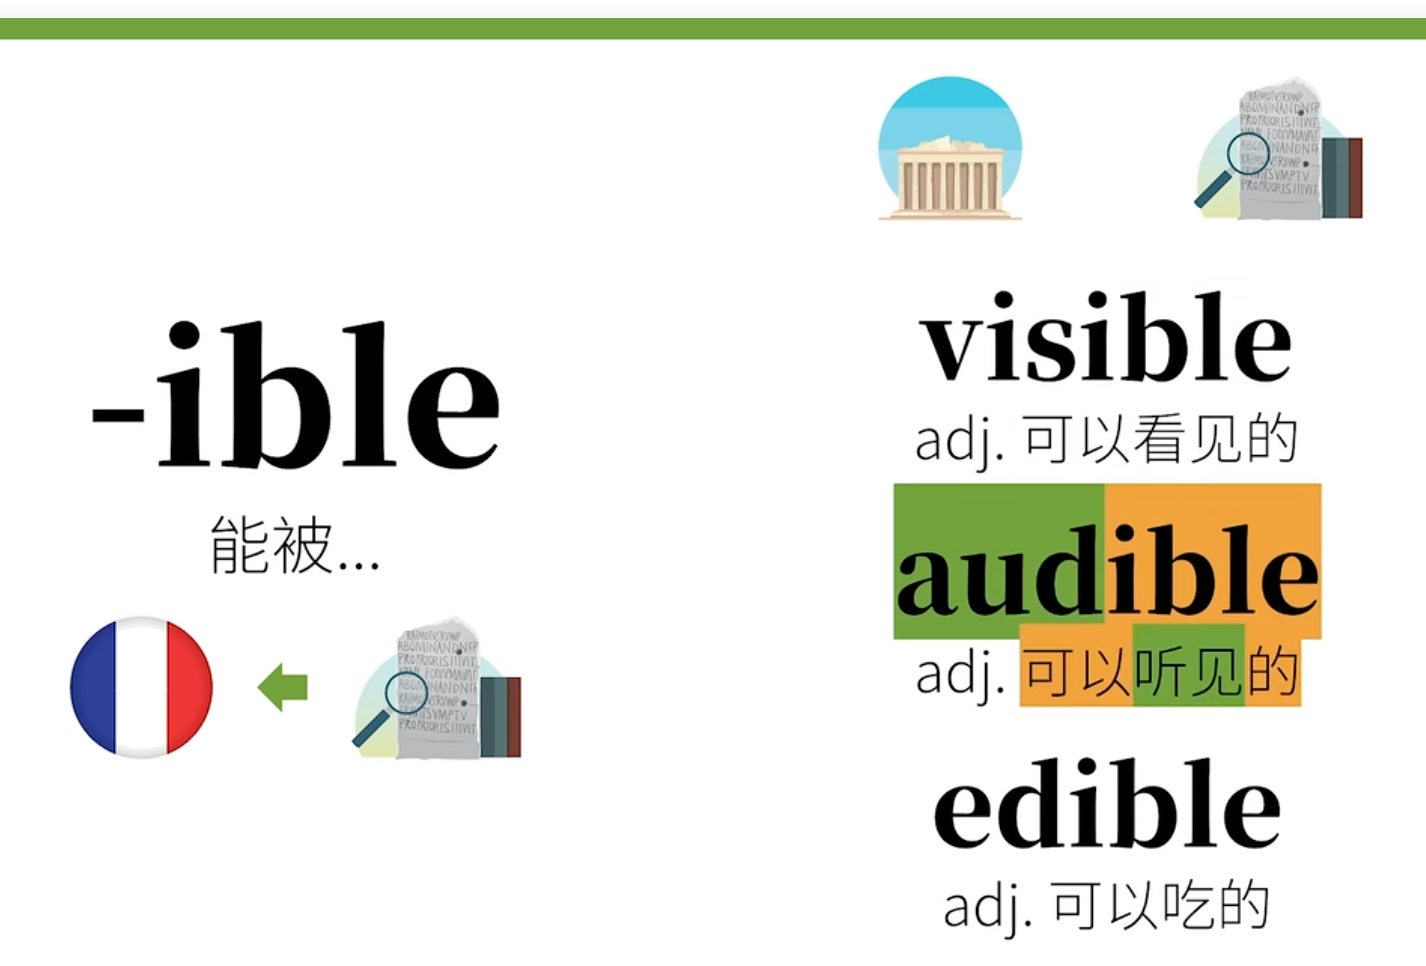 -ible
能被...
visible
adj. 可以看见的
audible
adj. 可以听见的
edible
adj. 可以吃的